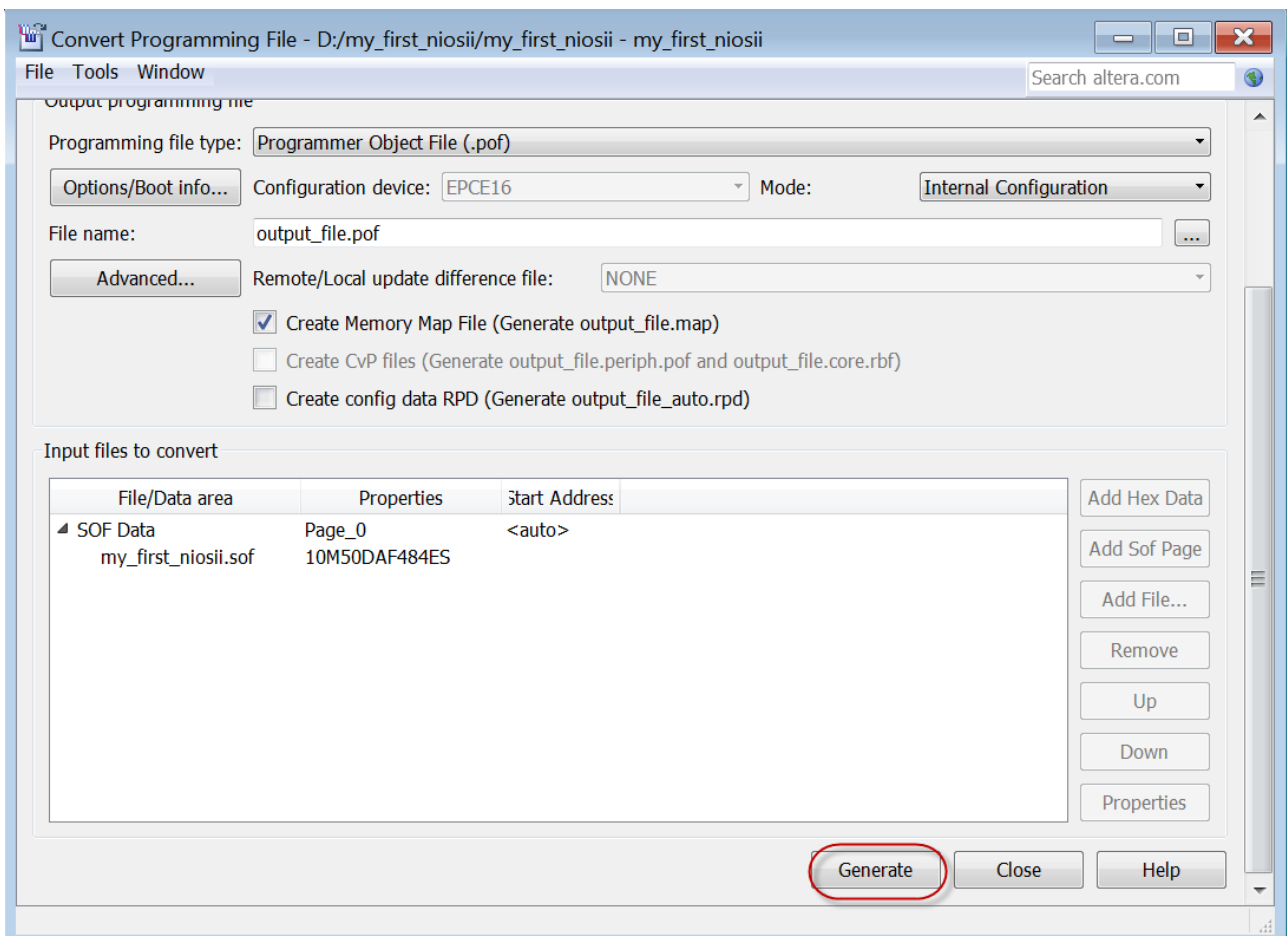 Convert Programming File - D:/my_first_niosii/my_first_niosii - my_first_niosii
File Tools Window Search altera.com
Output programming file
Programming file type: Programmer Object File (.pof)
Options/Boot info... Configuration device: EPCE16 Mode: Internal Configuration
File name: output_file.pof ...
Advanced... Remote/Local update difference file: NONE
Create Memory Map File (Generate output_file.map)
Create CvP files (Generate output_file.periph.pof and output_file.core.rbf)
Create config data RPD (Generate output_file_auto.rpd)
Input files to convert
File/Data area Properties Start Address
SOF Data Page_0 <auto>
my_first_niosii.sof 10M50DAF484ES
Add Hex Data
Add Sof Page
Add File...
Remove
Up
Down
Properties
Generate Close Help